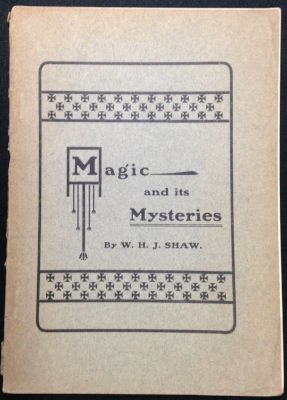 Magic
and its
Mysteries
By W. H. J. SHAW.